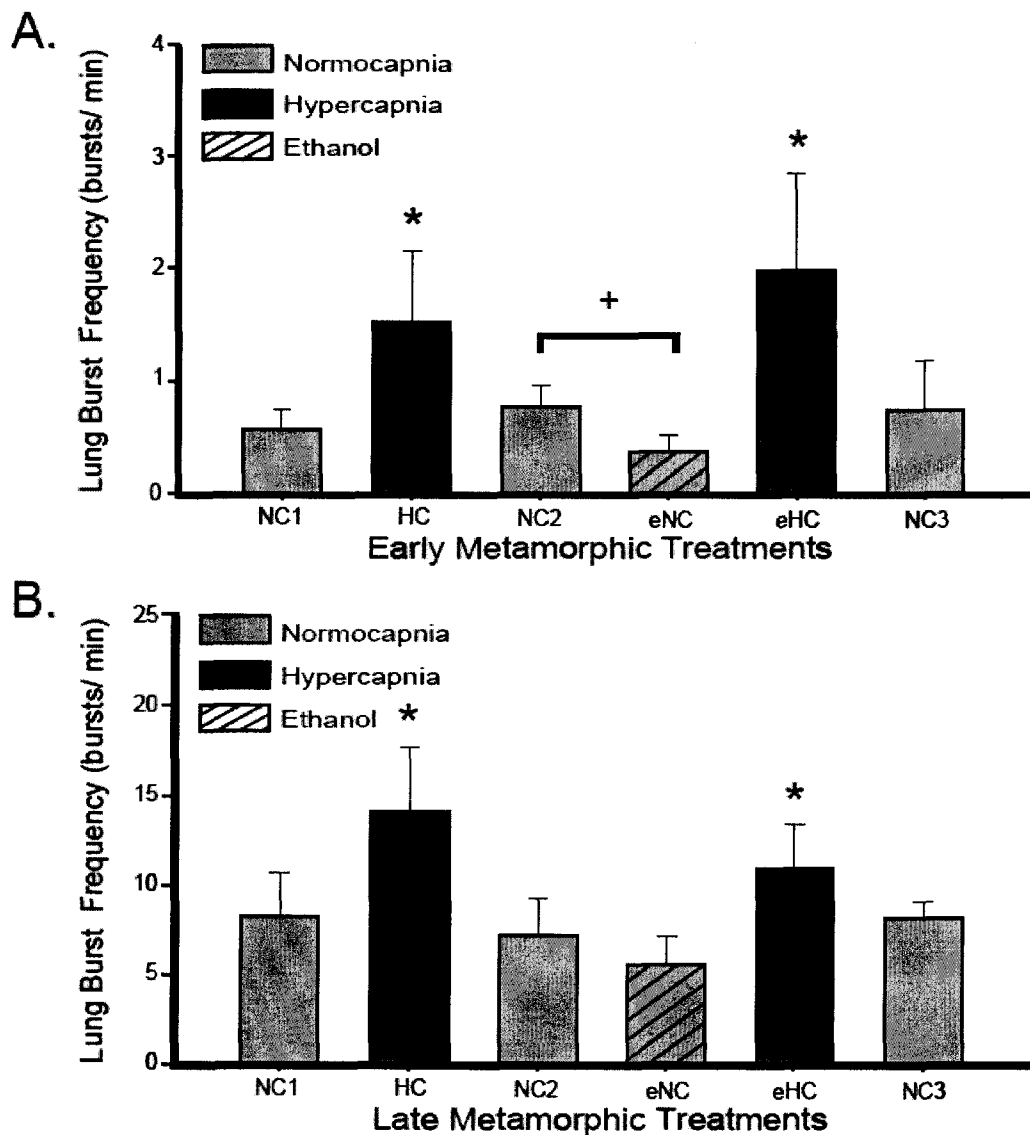 A.
Lung Burst Frequency (bursts/ min)
4
3
2
1
0
Normocapnia
Hypercapnia
Ethanol
*
+
*
NC1 HC NC2 eNC eHC NC3
Early Metamorphic Treatments
B.
Lung Burst Frequency (bursts/ min)
25
20
15
10
5
0
Normocapnia
Hypercapnia
Ethanol
*
*
NC1 HC NC2 eNC eHC NC3
Late Metamorphic Treatments